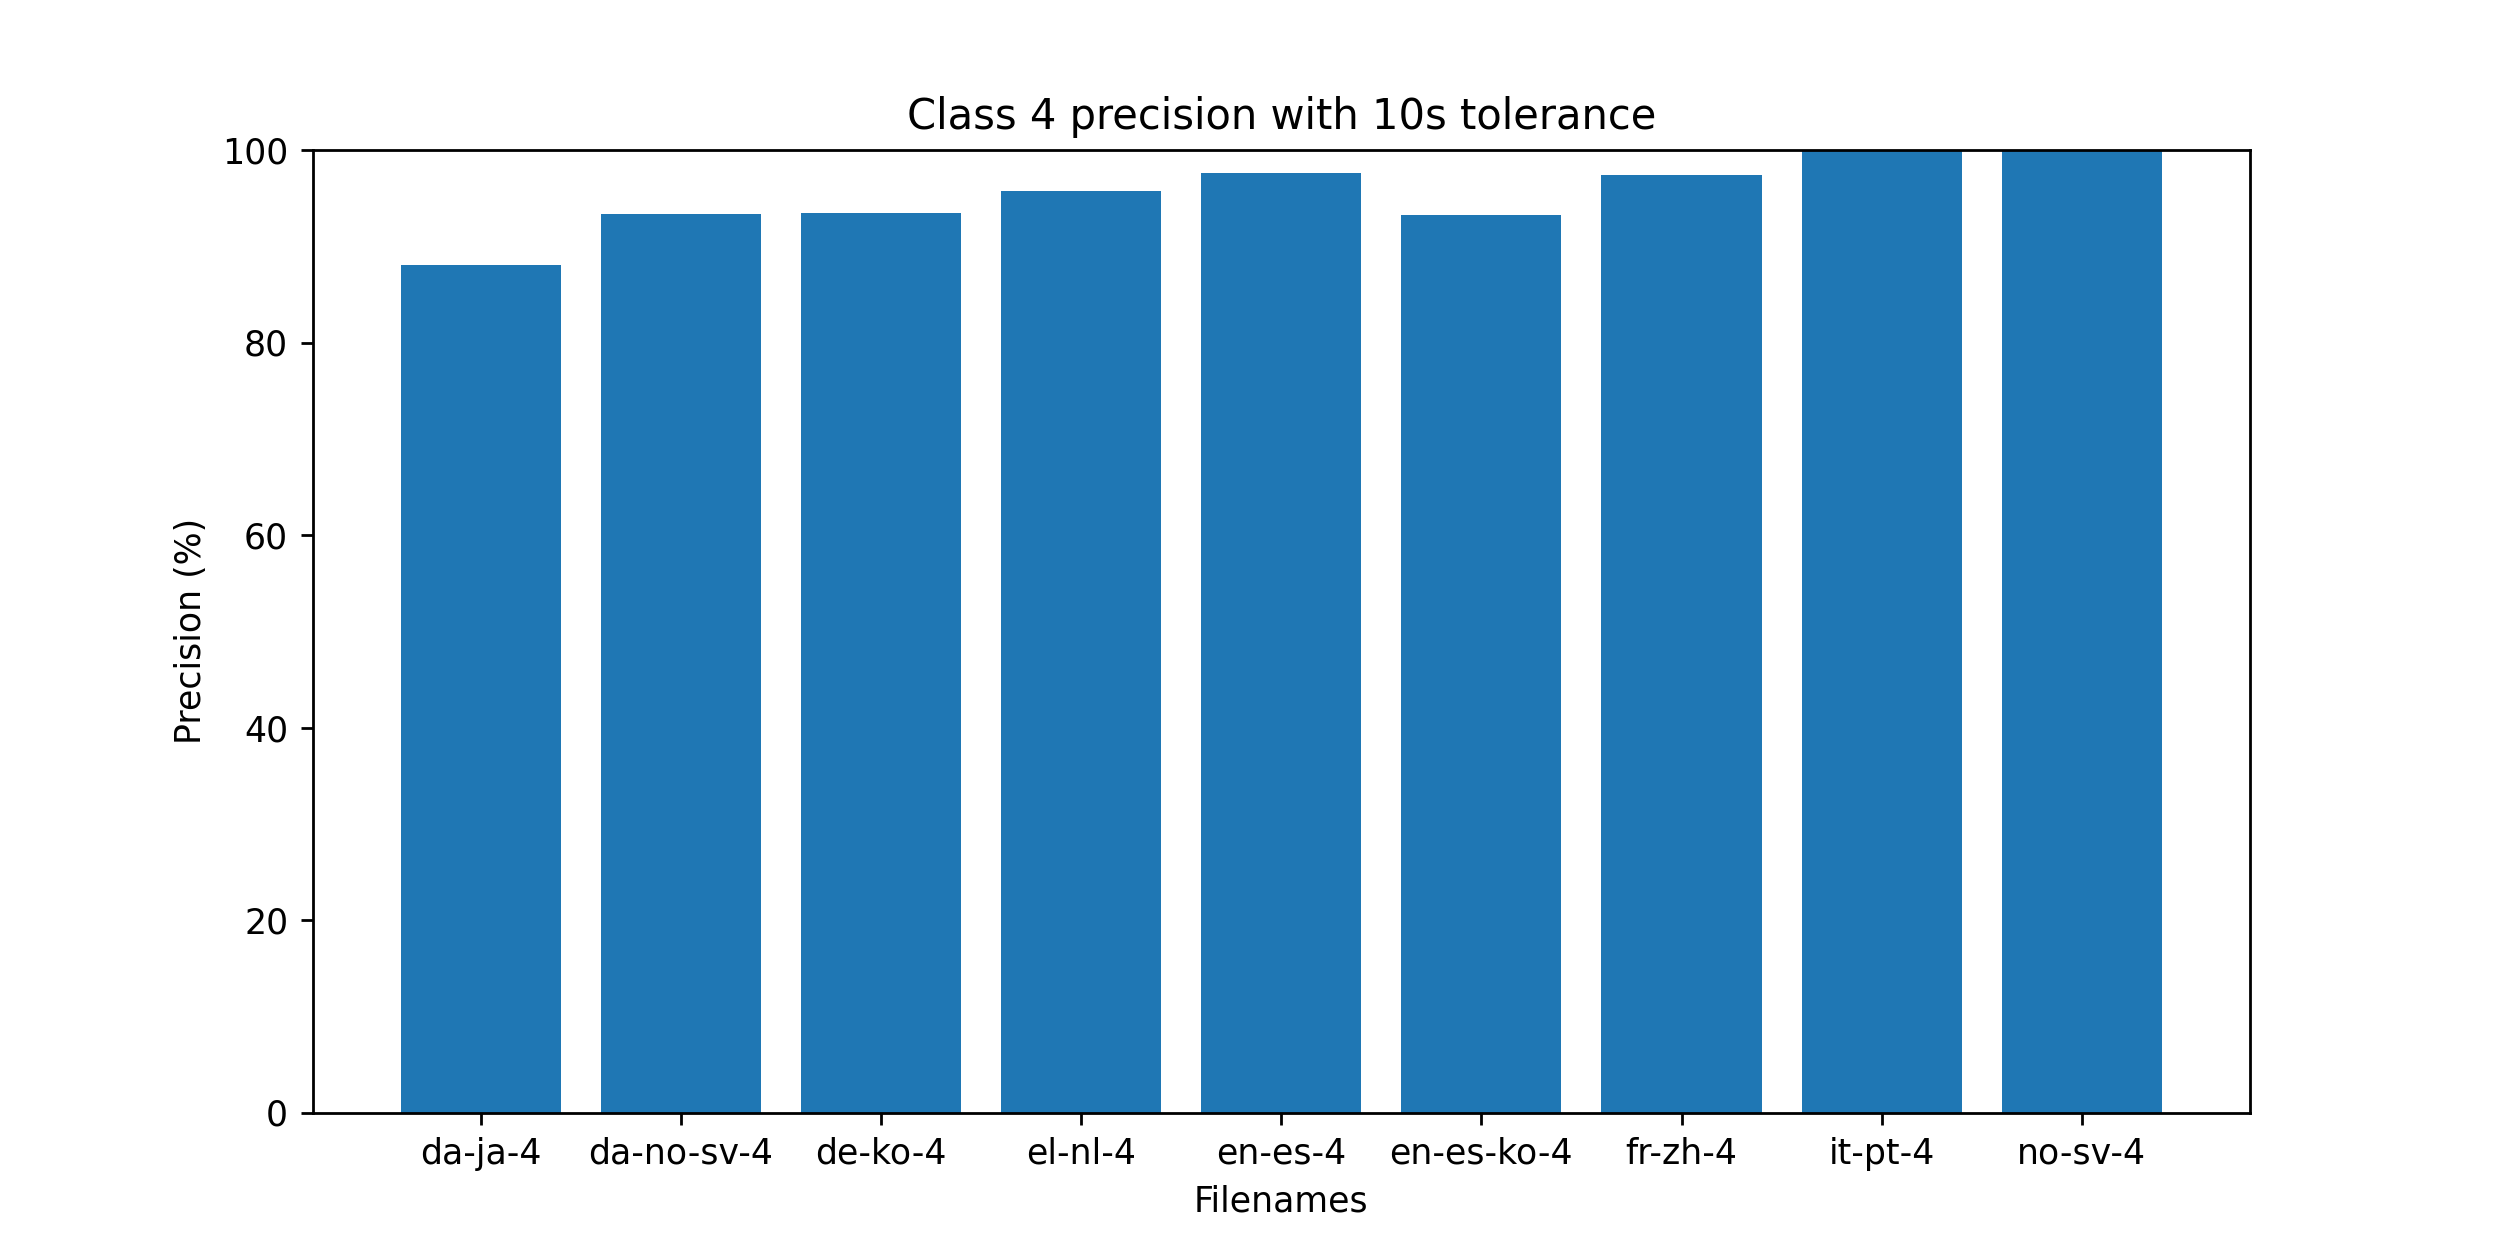 Class 4 precision with 10s tolerance
100
80
60
40
20
0
Precision (%)
da-ja-4 da-no-sv-4 de-ko-4 el-nl-4 en-es-4 en-es-ko-4 fr-zh-4 it-pt-4 no-sv-4
Filenames